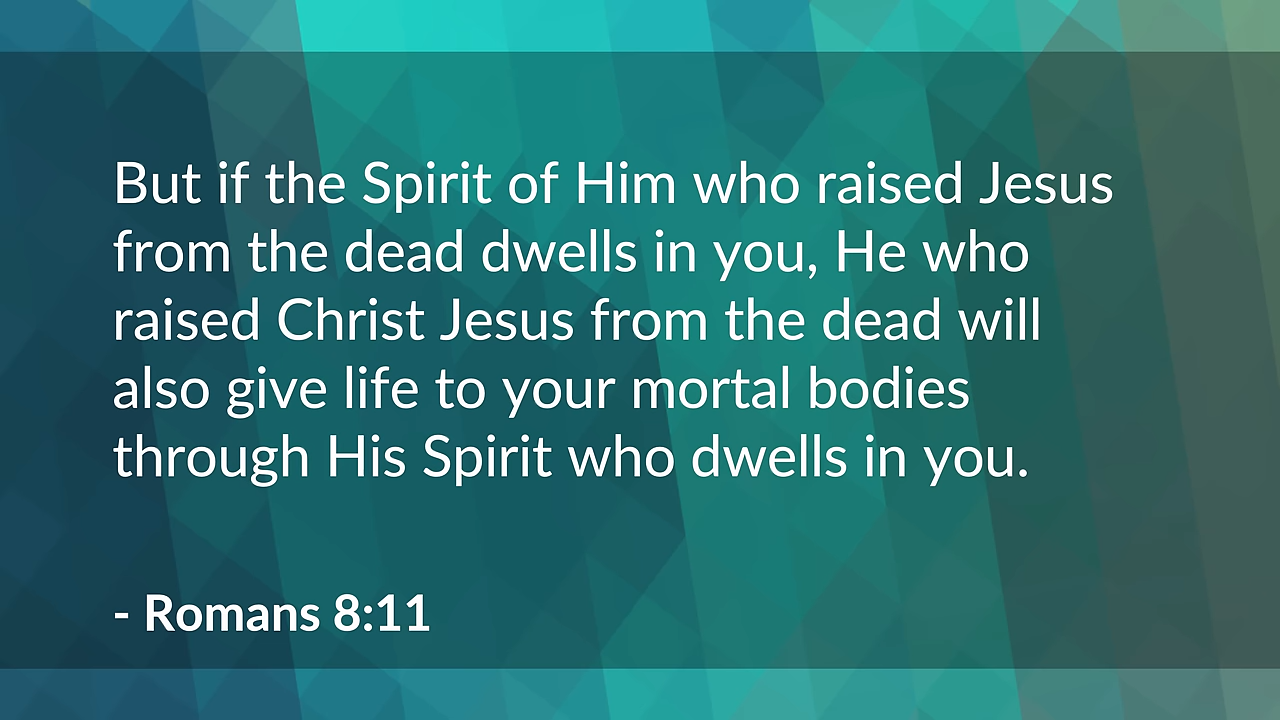 But if the Spirit of Him who raised Jesus
from the dead dwells in you, He who
raised Christ Jesus from the dead will
also give life to your mortal bodies
through His Spirit who dwells in you.
- Romans 8:11